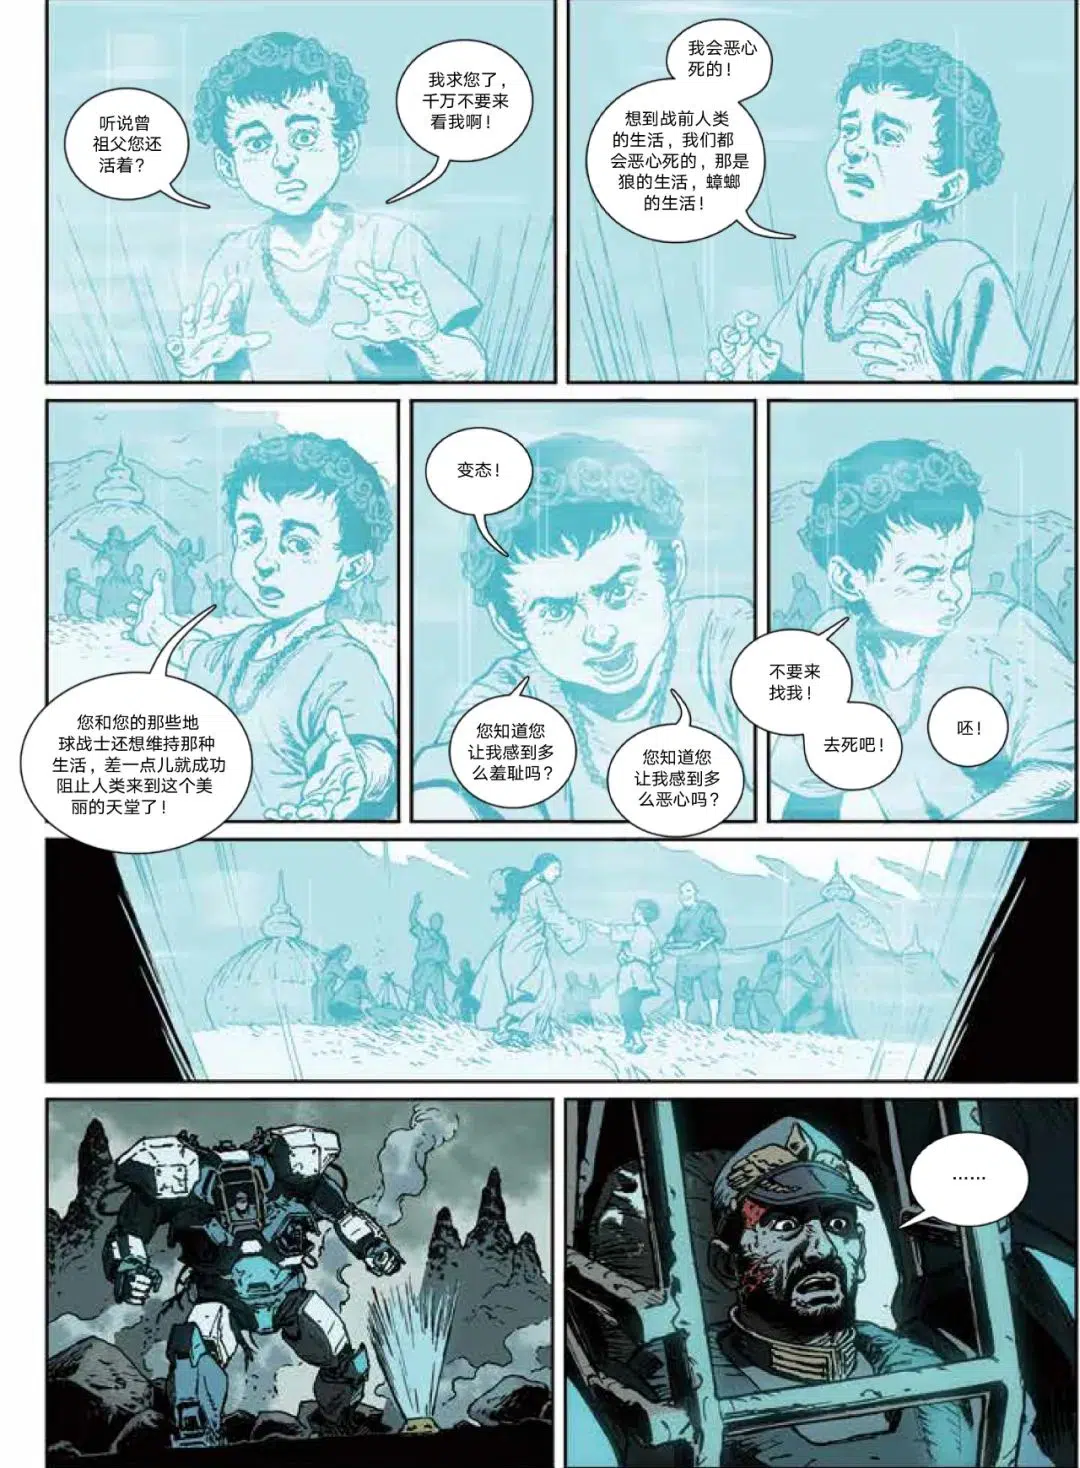 听说曾
祖父您还
活着？
我求您了，
千万不要来
看我啊！
我会恶心
死的！
想到战前人类
的生活，我们都
会恶心死的，那是
狼的生活，蟑螂
的生活！
您和您的那些地
球战士还想维持那种
生活，差一点儿就成功
阻止人类来到这个美
丽的天堂了！
变态！
您知道您
让我感到多
么羞耻吗？
您知道您
让我感到多
么恶心吗？
不要来
找我！
去死吧！
呸！
……